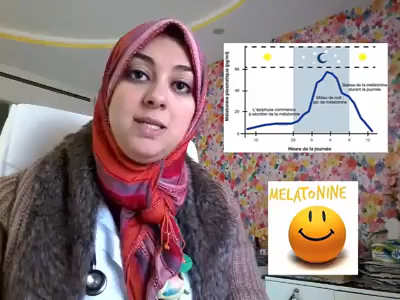 Mélatonine plasmatique (pg/ml)
L'épiphyse commence
à sécréter de la mélatonine
Milieu de nuit
pic de mélatonine
Baisse de la mélatonine
durant la journée
Heure de la journée
MELATONINE